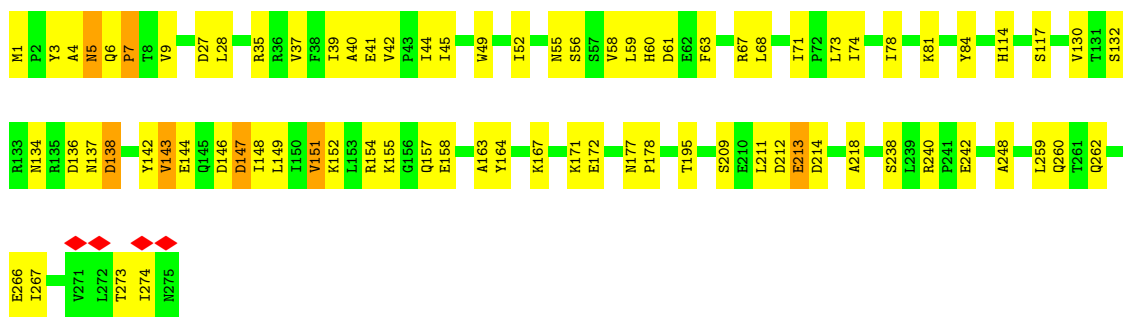 M1 P2 Y3 A4 N5 Q6 P7 T8 V9 D27 L28 R35 R36 V37 F38 I39 A40 E41 V42 P43 I44 I45 W49 I52 N55 S56 S57 V58 L59 H60 D61 E62 F63 R67 L68 I71 P72 L73 I74 I78 K81 Y84 H114 S117 V130 T131 S132
R133 N134 R135 D136 N137 D138 Y142 V143 E144 Q145 D146 D147 I148 L149 I150 V151 K152 L153 R154 K155 G156 Q157 E158 A163 Y164 K167 K171 E172 N177 P178 T195 S209 E210 L211 D212 E213 D214 A218 S238 L239 R240 P241 E242 A248 L259 Q260 T261 Q262
E266 I267 V271 L272 T273 I274 N275